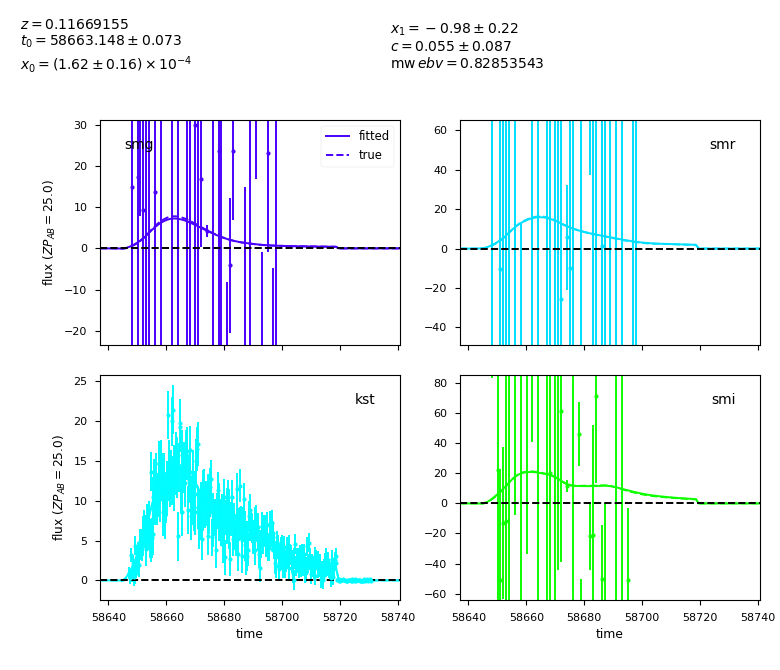 z = 0.11669155
t₀ = 58663.148 ± 0.073
x₀ = (1.62 ± 0.16) × 10⁻⁴
x₁ = −0.98 ± 0.22
c = 0.055 ± 0.087
mw ebv = 0.82853543
smg
fitted
true
30
20
10
0
−10
−20
flux (ZP_AB = 25.0)
smr
60
40
20
0
−20
−40
kst
25
20
15
10
5
0
flux (ZP_AB = 25.0)
58640 58660 58680 58700 58720 58740
time
smi
80
60
40
20
0
−20
−40
−60
58640 58660 58680 58700 58720 58740
time